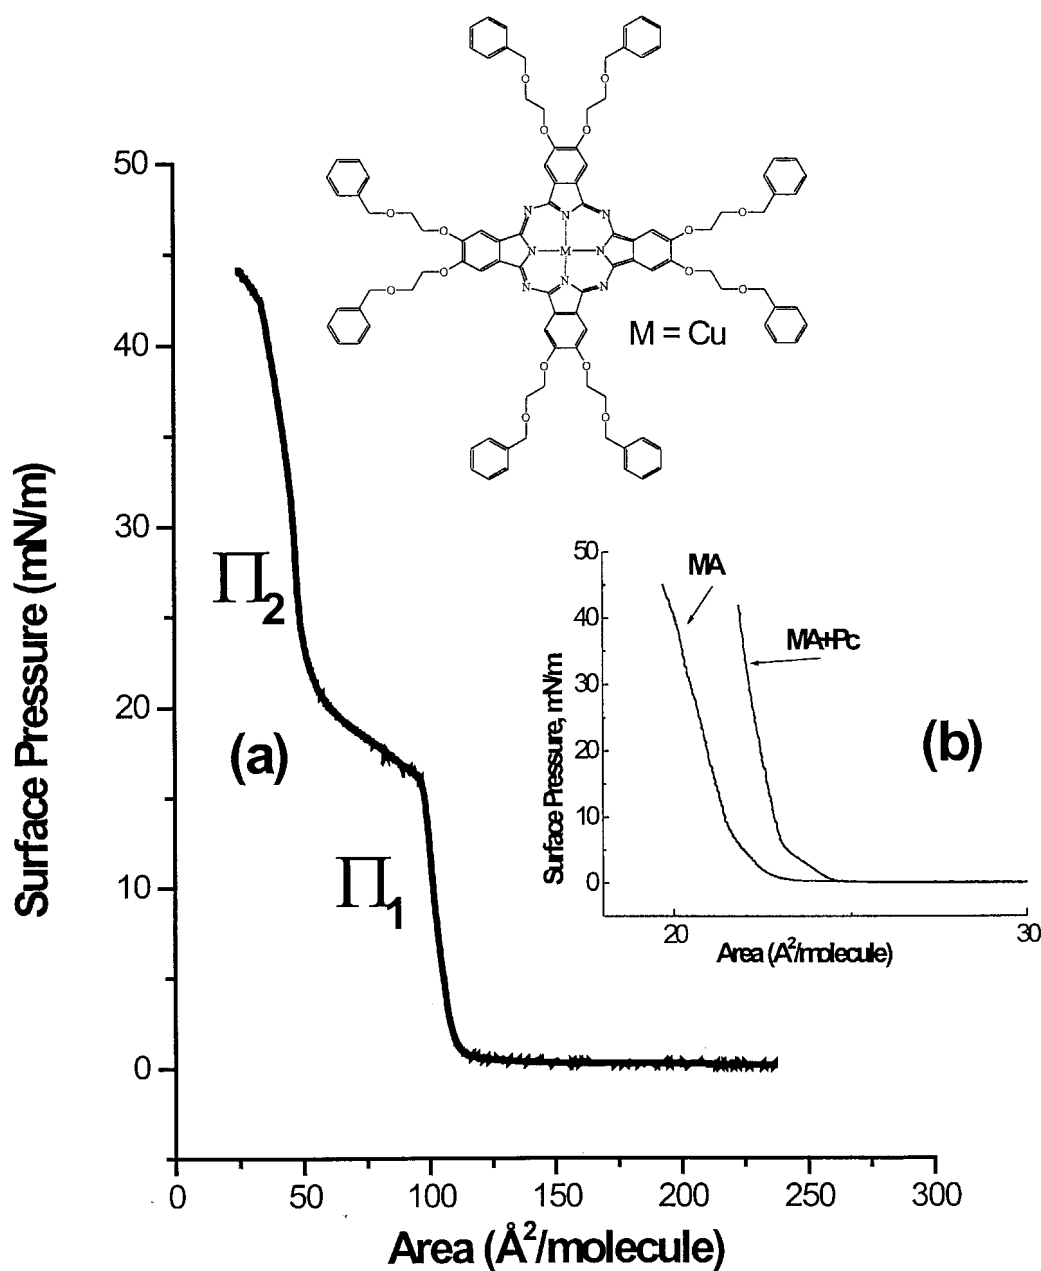 O O
O O
O O
50
N N N
O O
O O
N M N
O O
O O
N N N
M = Cu
40
O O
O O
Surface Pressure (mN/m)
30
Π2
20
(a)
10
Π1
0
0 50 100 150 200 250 300
Area (Å2/molecule)
50
MA
40
MA+Pc
30
Surface Pressure, mN/m
20
(b)
10
0
20 30
Area (Å2/molecule)